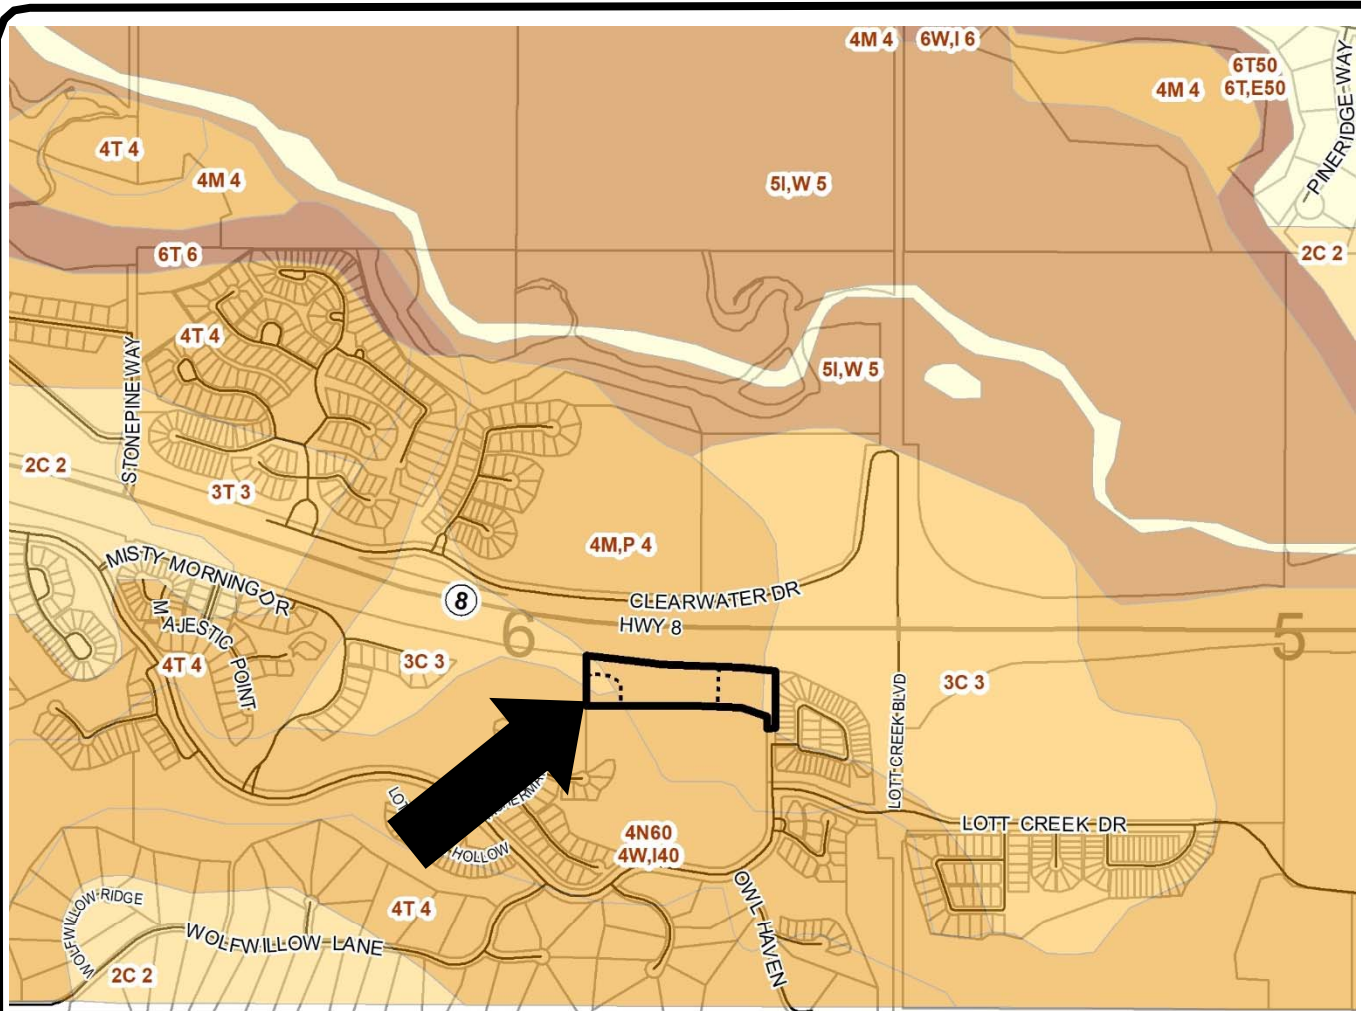 4M 4
6W,I 6
6T50
6T,E50
4M 4
PINERIDGE WAY
4T 4
4M 4
5I,W 5
6T 6
2C 2
4T 4
STONEPINE WAY
5I,W 5
2C 2
3T 3
4M,P 4
MISTY MORNING DR
8
CLEARWATER DR
HWY 8
6
5
MAJESTIC POINT
4T 4
3C 3
3C 3
LOTT CREEK BLVD
HOLLOW
4N60
4W,I40
LOTT CREEK DR
WOLFWILLOW RIDGE
4T 4
OWL HAVEN
WOLFWILLOW LANE
2C 2